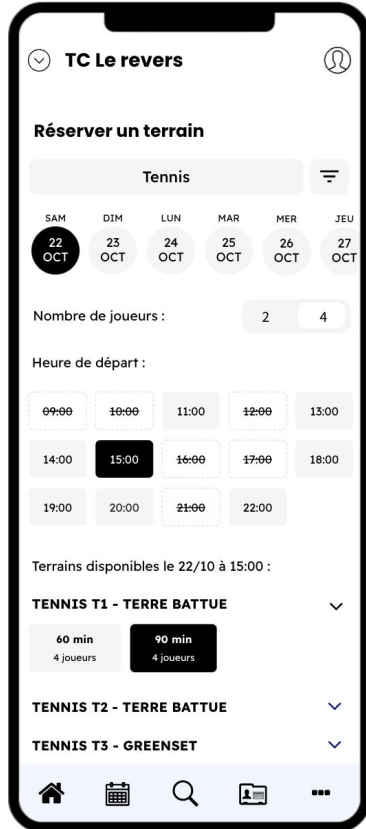 TC Le revers
Réserver un terrain
Tennis
SAM DIM LUN MAR MER JEU
22 23 24 25 26 27
OCT OCT OCT OCT OCT OCT
Nombre de joueurs : 2 4
Heure de départ :
09:00 10:00 11:00 12:00 13:00
14:00 15:00 16:00 17:00 18:00
19:00 20:00 21:00 22:00
Terrains disponibles le 22/10 à 15:00 :
TENNIS T1 - TERRE BATTUE
60 min 90 min
4 joueurs 4 joueurs
TENNIS T2 - TERRE BATTUE
TENNIS T3 - GREENSET